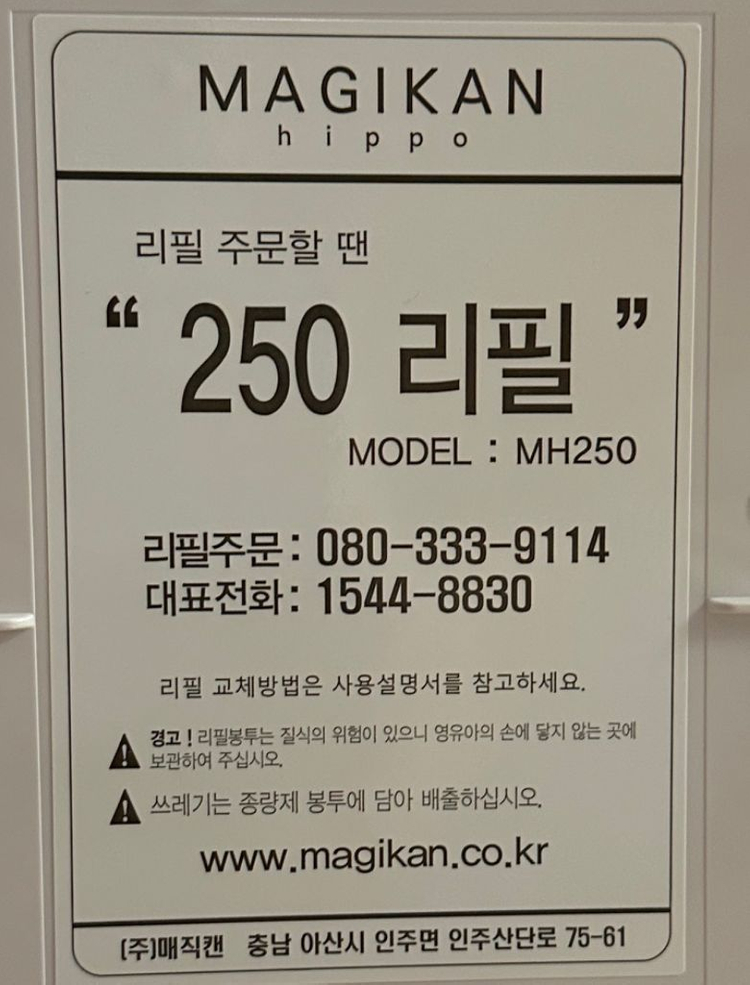 MAGIKAN
hippo
리필 주문할 땐
“ 250 리필 ”
MODEL : MH250
리필주문 : 080-333-9114
대표전화 : 1544-8830
리필 교체방법은 사용설명서를 참고하세요.
경고 ! 리필봉투는 질식의 위험이 있으니 영유아의 손에 닿지 않는 곳에
보관하여 주십시오.
쓰레기는 종량제 봉투에 담아 배출하십시오.
www.magikan.co.kr
(주)매직캔 충남 아산시 인주면 인주산단로 75-61